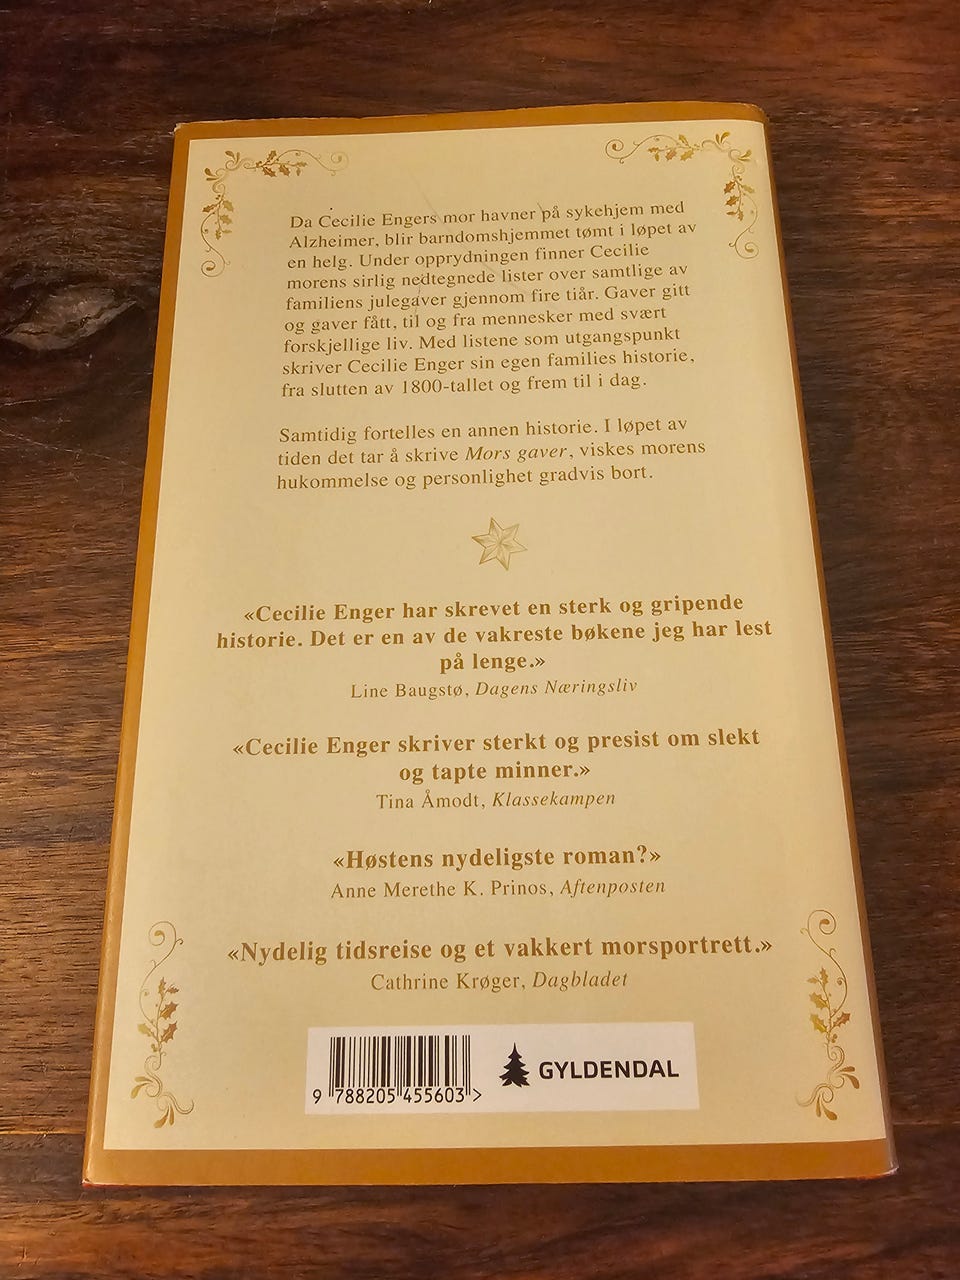 Da Cecilie Engers mor havner på sykehjem med
Alzheimer, blir barndomshjemmet tømt i løpet av
en helg. Under opprydningen finner Cecilie
morens sirlig nedtegnede lister over samtlige av
familiens julegaver gjennom fire tiår. Gaver gitt
og gaver fått, til og fra mennesker med svært
forskjellige liv. Med listene som utgangspunkt
skriver Cecilie Enger sin egen families historie,
fra slutten av 1800-tallet og frem til i dag.
Samtidig fortelles en annen historie. I løpet av
tiden det tar å skrive Mors gaver, viskes morens
hukommelse og personlighet gradvis bort.
«Cecilie Enger har skrevet en sterk og gripende
historie. Det er en av de vakreste bøkene jeg har lest
på lenge.»
Line Baugstø, Dagens Næringsliv
«Cecilie Enger skriver sterkt og presist om slekt
og tapte minner.»
Tina Åmodt, Klassekampen
«Høstens nydeligste roman?»
Anne Merethe K. Prinos, Aftenposten
«Nydelig tidsreise og et vakkert morsportrett.»
Cathrine Krøger, Dagbladet
GYLDENDAL
9 788205 455603 >